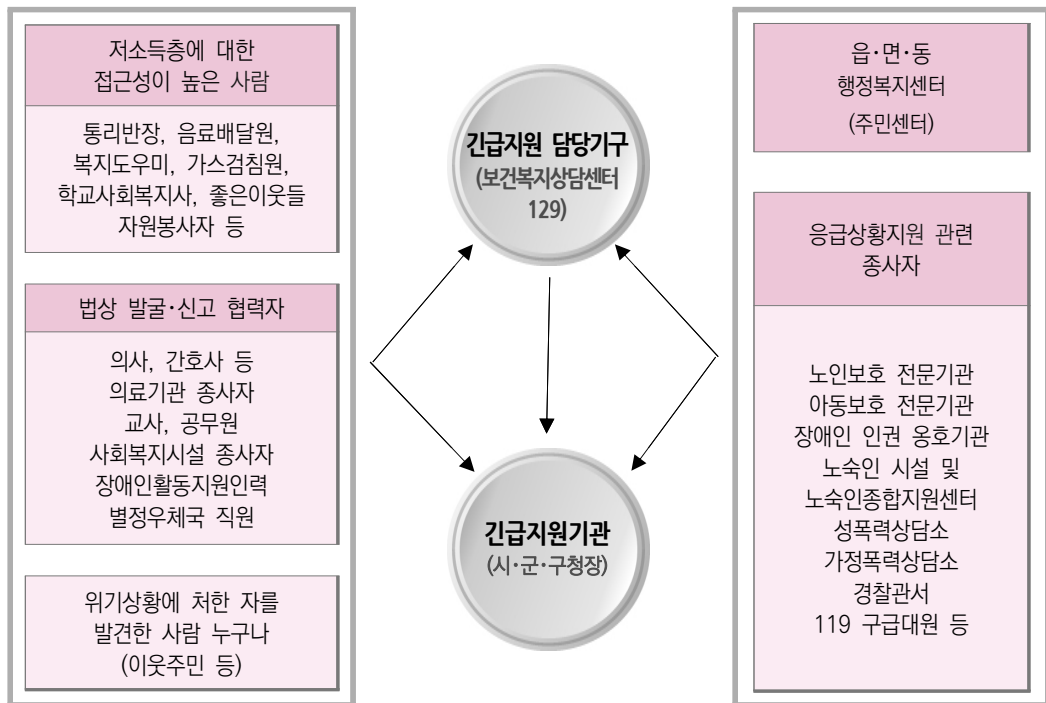 저소득층에 대한
접근성이 높은 사람
통리반장, 음료배달원,
복지도우미, 가스검침원,
학교사회복지사, 좋은이웃들
자원봉사자 등
법상 발굴·신고 협력자
의사, 간호사 등
의료기관 종사자
교사, 공무원
사회복지시설 종사자
장애인활동지원인력
별정우체국 직원
위기상황에 처한 자를
발견한 사람 누구나
(이웃주민 등)
긴급지원 담당기구
(보건복지상담센터
129)
긴급지원기관
(시·군·구청장)
읍·면·동
행정복지센터
(주민센터)
응급상황지원 관련
종사자
노인보호 전문기관
아동보호 전문기관
장애인 인권 옹호기관
노숙인 시설 및
노숙인종합지원센터
성폭력상담소
가정폭력상담소
경찰관서
119 구급대원 등